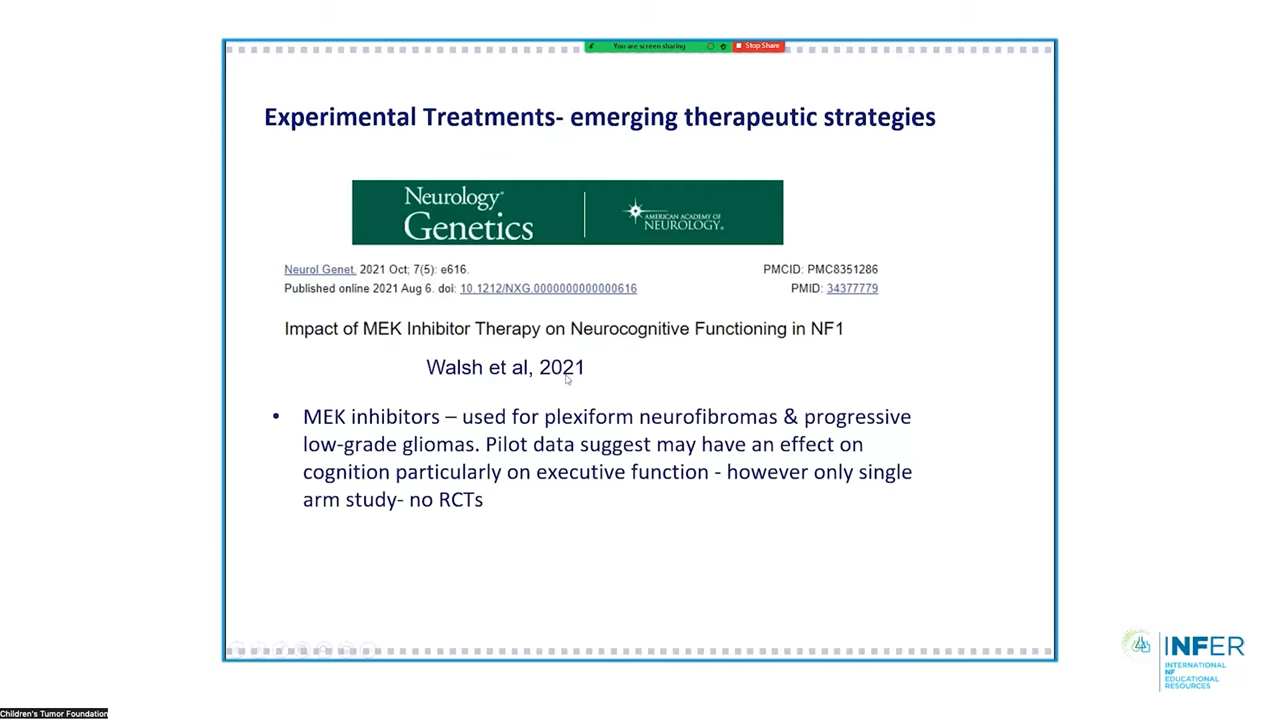 You are screen sharing
Stop Share
Experimental Treatments- emerging therapeutic strategies
Neurology®
Genetics
AMERICAN ACADEMY OF
NEUROLOGY®
Neurol Genet. 2021 Oct; 7(5): e616.
PMCID: PMC8351286
Published online 2021 Aug 6. doi: 10.1212/NXG.0000000000000616
PMID: 34377779
Impact of MEK Inhibitor Therapy on Neurocognitive Functioning in NF1
Walsh et al, 2021
• MEK inhibitors – used for plexiform neurofibromas & progressive
low-grade gliomas. Pilot data suggest may have an effect on
cognition particularly on executive function - however only single
arm study- no RCTs
INFER
INTERNATIONAL
NF
EDUCATIONAL
RESOURCES
Children's Tumor Foundation